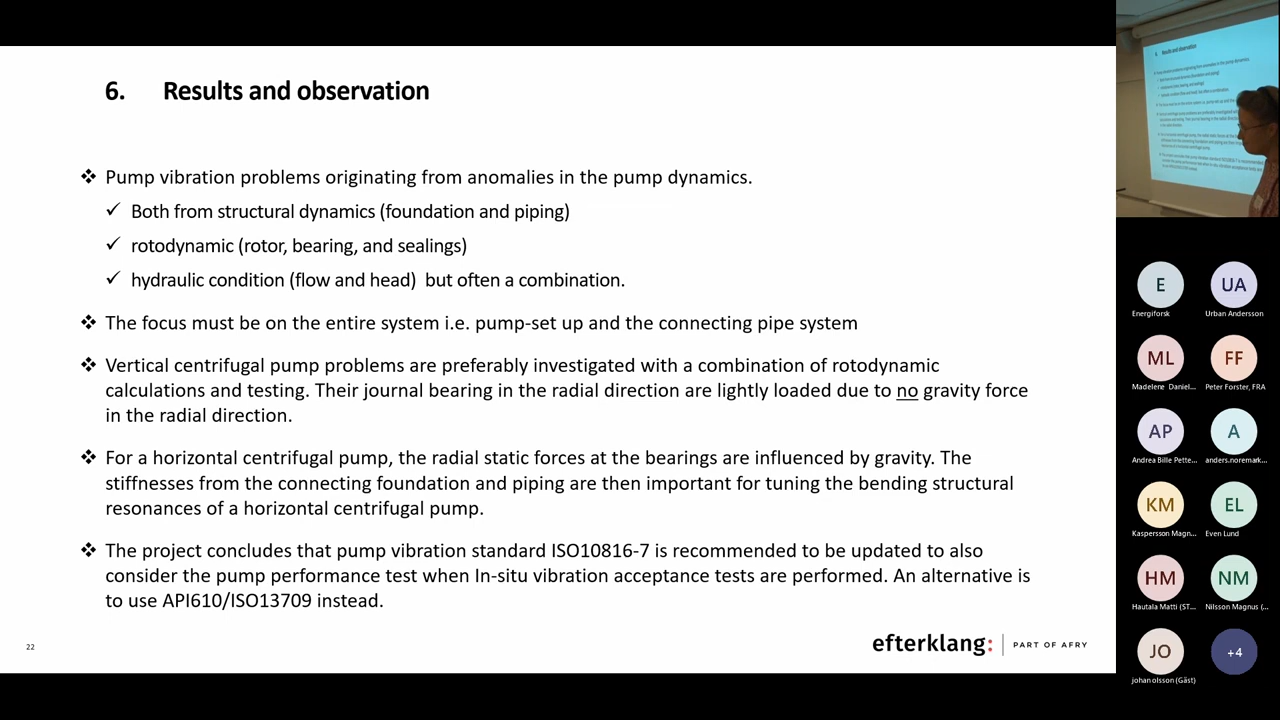 6. Results and observation
❖ Pump vibration problems originating from anomalies in the pump dynamics.
✓ Both from structural dynamics (foundation and piping)
✓ rotodynamic (rotor, bearing, and sealings)
✓ hydraulic condition (flow and head) but often a combination.
❖ The focus must be on the entire system i.e. pump-set up and the connecting pipe system
❖ Vertical centrifugal pump problems are preferably investigated with a combination of rotodynamic
calculations and testing. Their journal bearing in the radial direction are lightly loaded due to no gravity force
in the radial direction.
❖ For a horizontal centrifugal pump, the radial static forces at the bearings are influenced by gravity. The
stiffnesses from the connecting foundation and piping are then important for tuning the bending structural
resonances of a horizontal centrifugal pump.
❖ The project concludes that pump vibration standard ISO10816-7 is recommended to be updated to also
consider the pump performance test when In-situ vibration acceptance tests are performed. An alternative is
to use API610/ISO13709 instead.
22
efterklang: PART OF AFRY
Results and observation
E UA
Energiforsk Urban Andersson
ML FF
Madelene Daniel... Peter Forster, FRA
AP A
Andrea Bille Pette... anders.noremark...
KM EL
Kaspersson Magn... Even Lund
HM NM
Hautala Matti (ST... Nilsson Magnus (...
JO +4
johan olsson (Gäst)